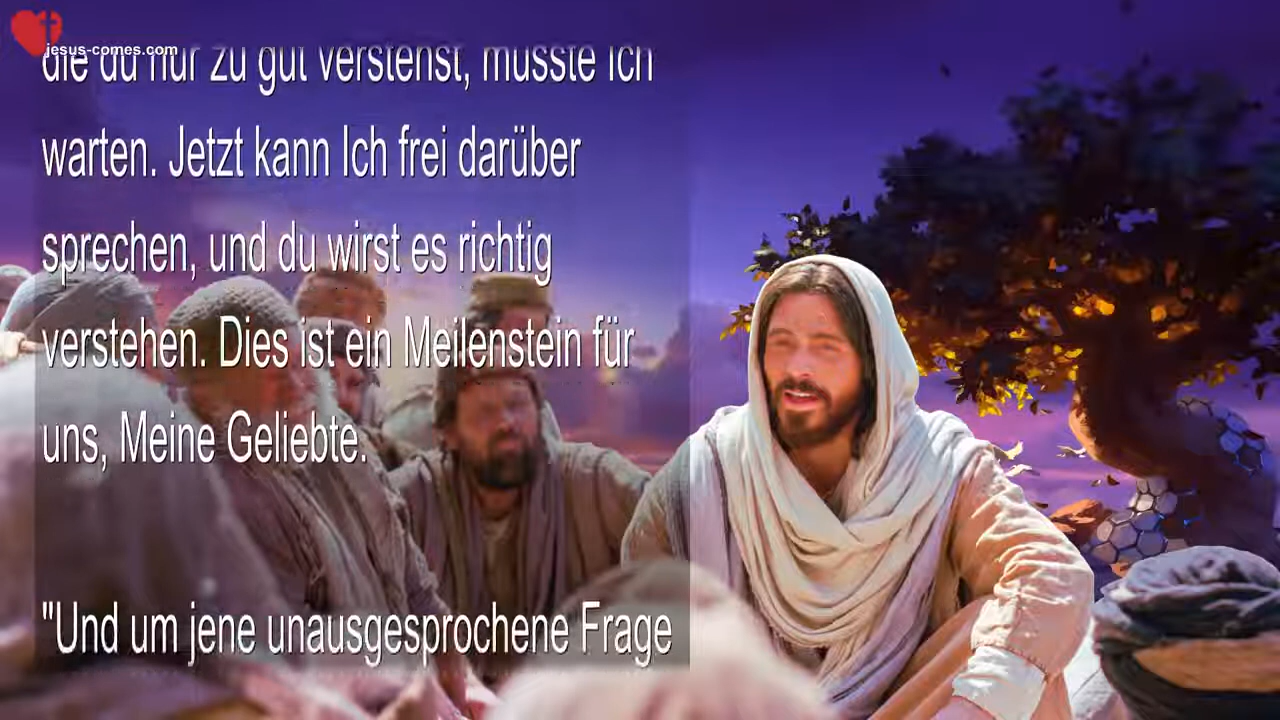 jesus-comes.com
die du nur zu gut verstehst, musste Ich
warten. Jetzt kann Ich frei darüber
sprechen, und du wirst es richtig
verstehen. Dies ist ein Meilenstein für
uns, Meine Geliebte.
"Und um jene unausgesprochene Frage